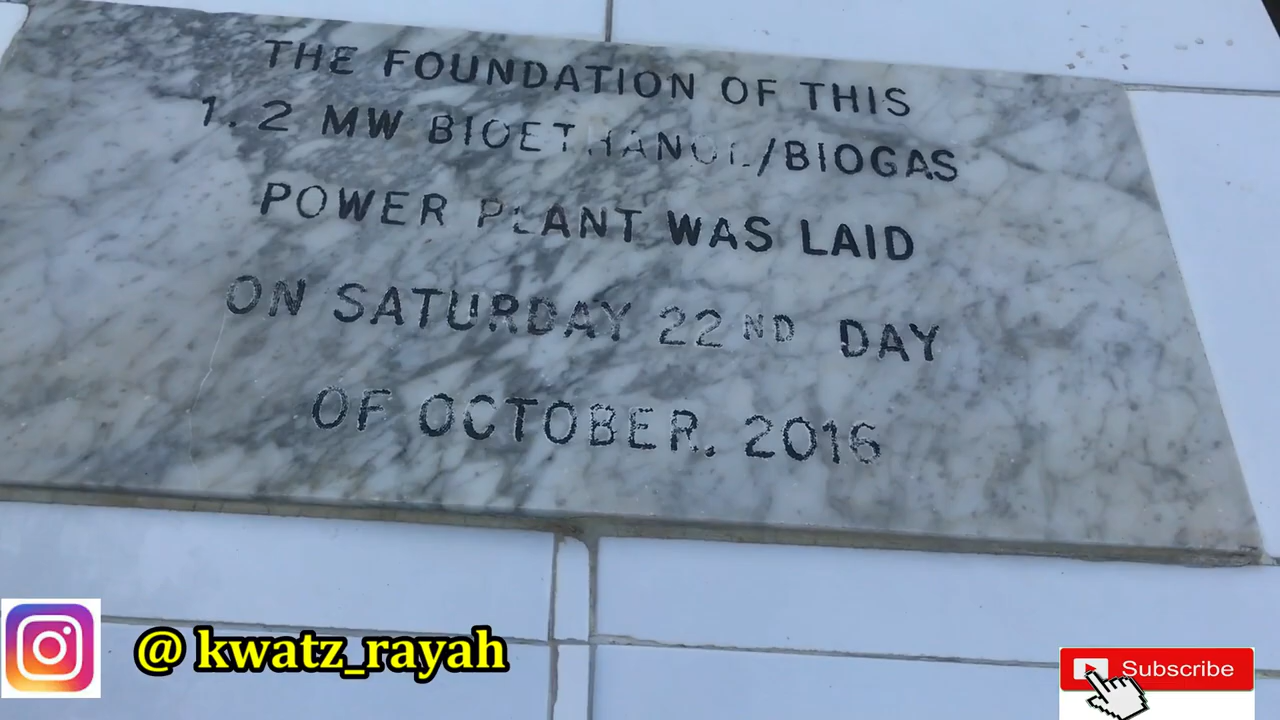 THE FOUNDATION OF THIS
1.2 MW BIOETHANOL/BIOGAS
POWER PLANT WAS LAID
ON SATURDAY 22ND DAY
OF OCTOBER, 2016
@ kwatz_rayah
Subscribe